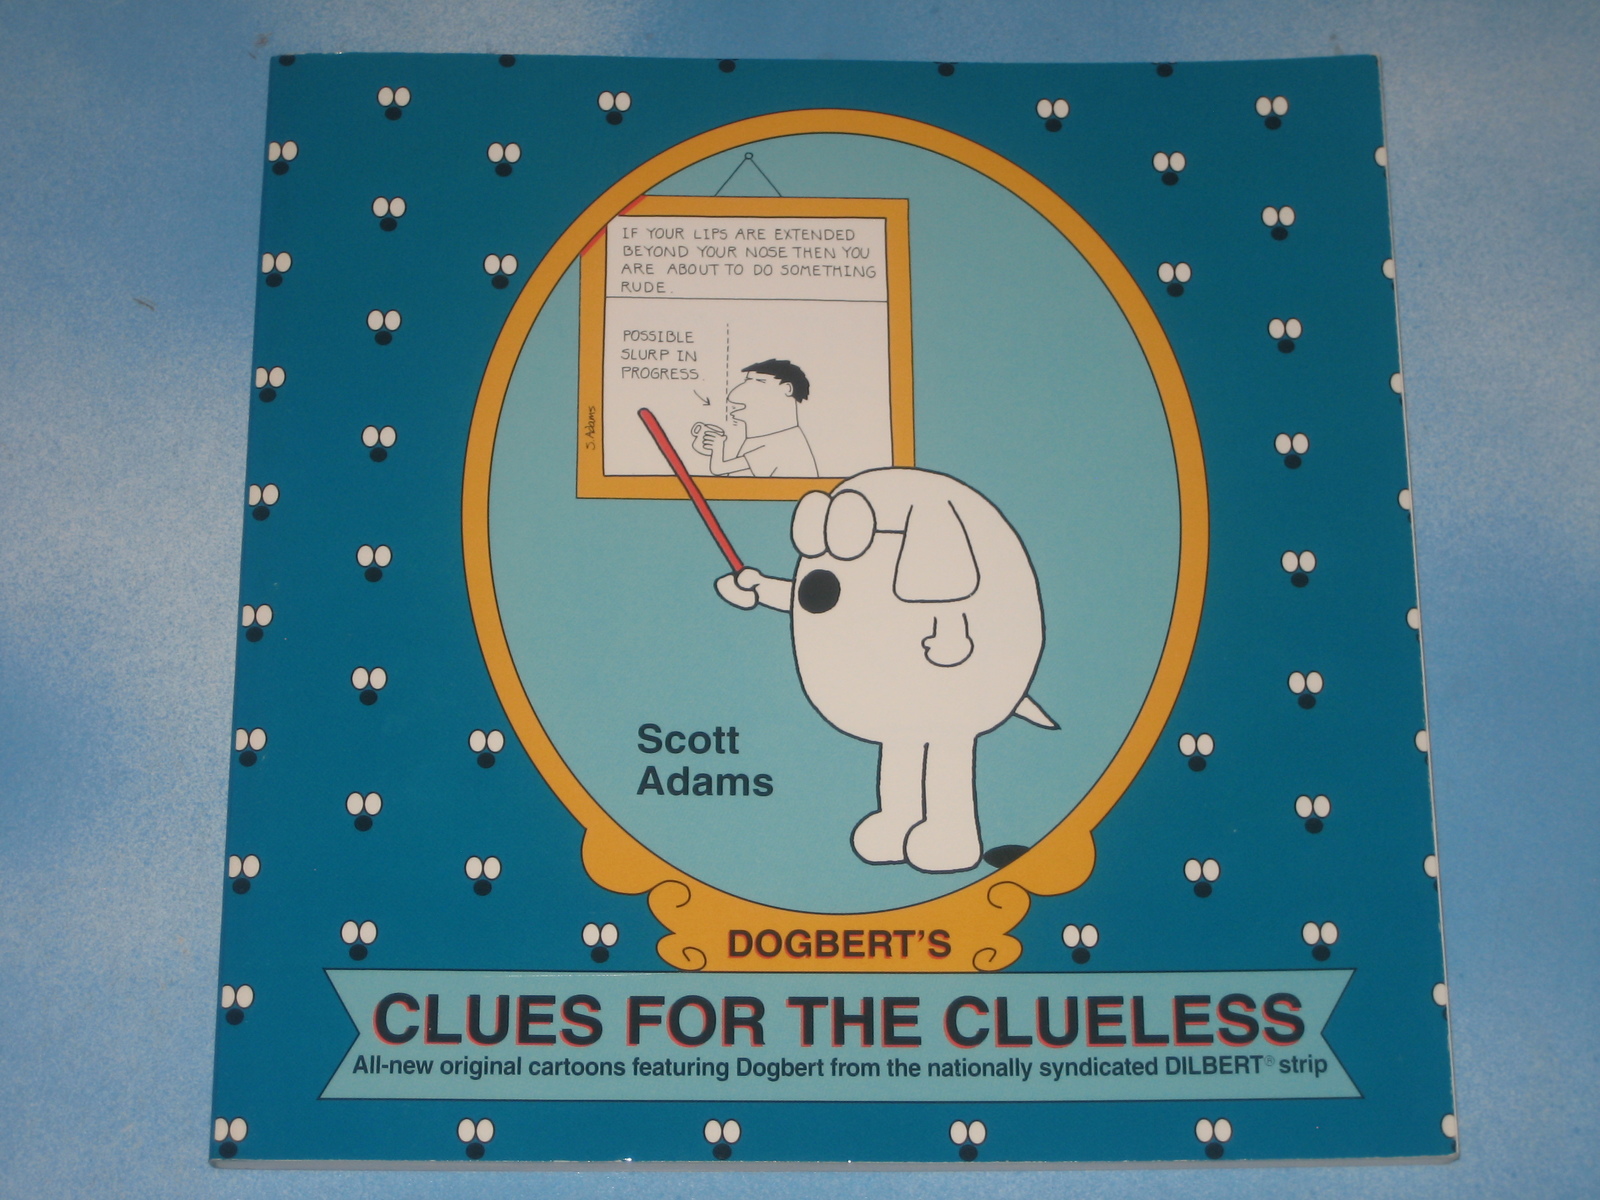 IF YOUR LIPS ARE EXTENDED
BEYOND YOUR NOSE THEN YOU
ARE ABOUT TO DO SOMETHING
RUDE.
POSSIBLE
SLURP IN
PROGRESS.
S. Adams
Scott
Adams
DOGBERT'S
CLUES FOR THE CLUELESS
All-new original cartoons featuring Dogbert from the nationally syndicated DILBERT® strip